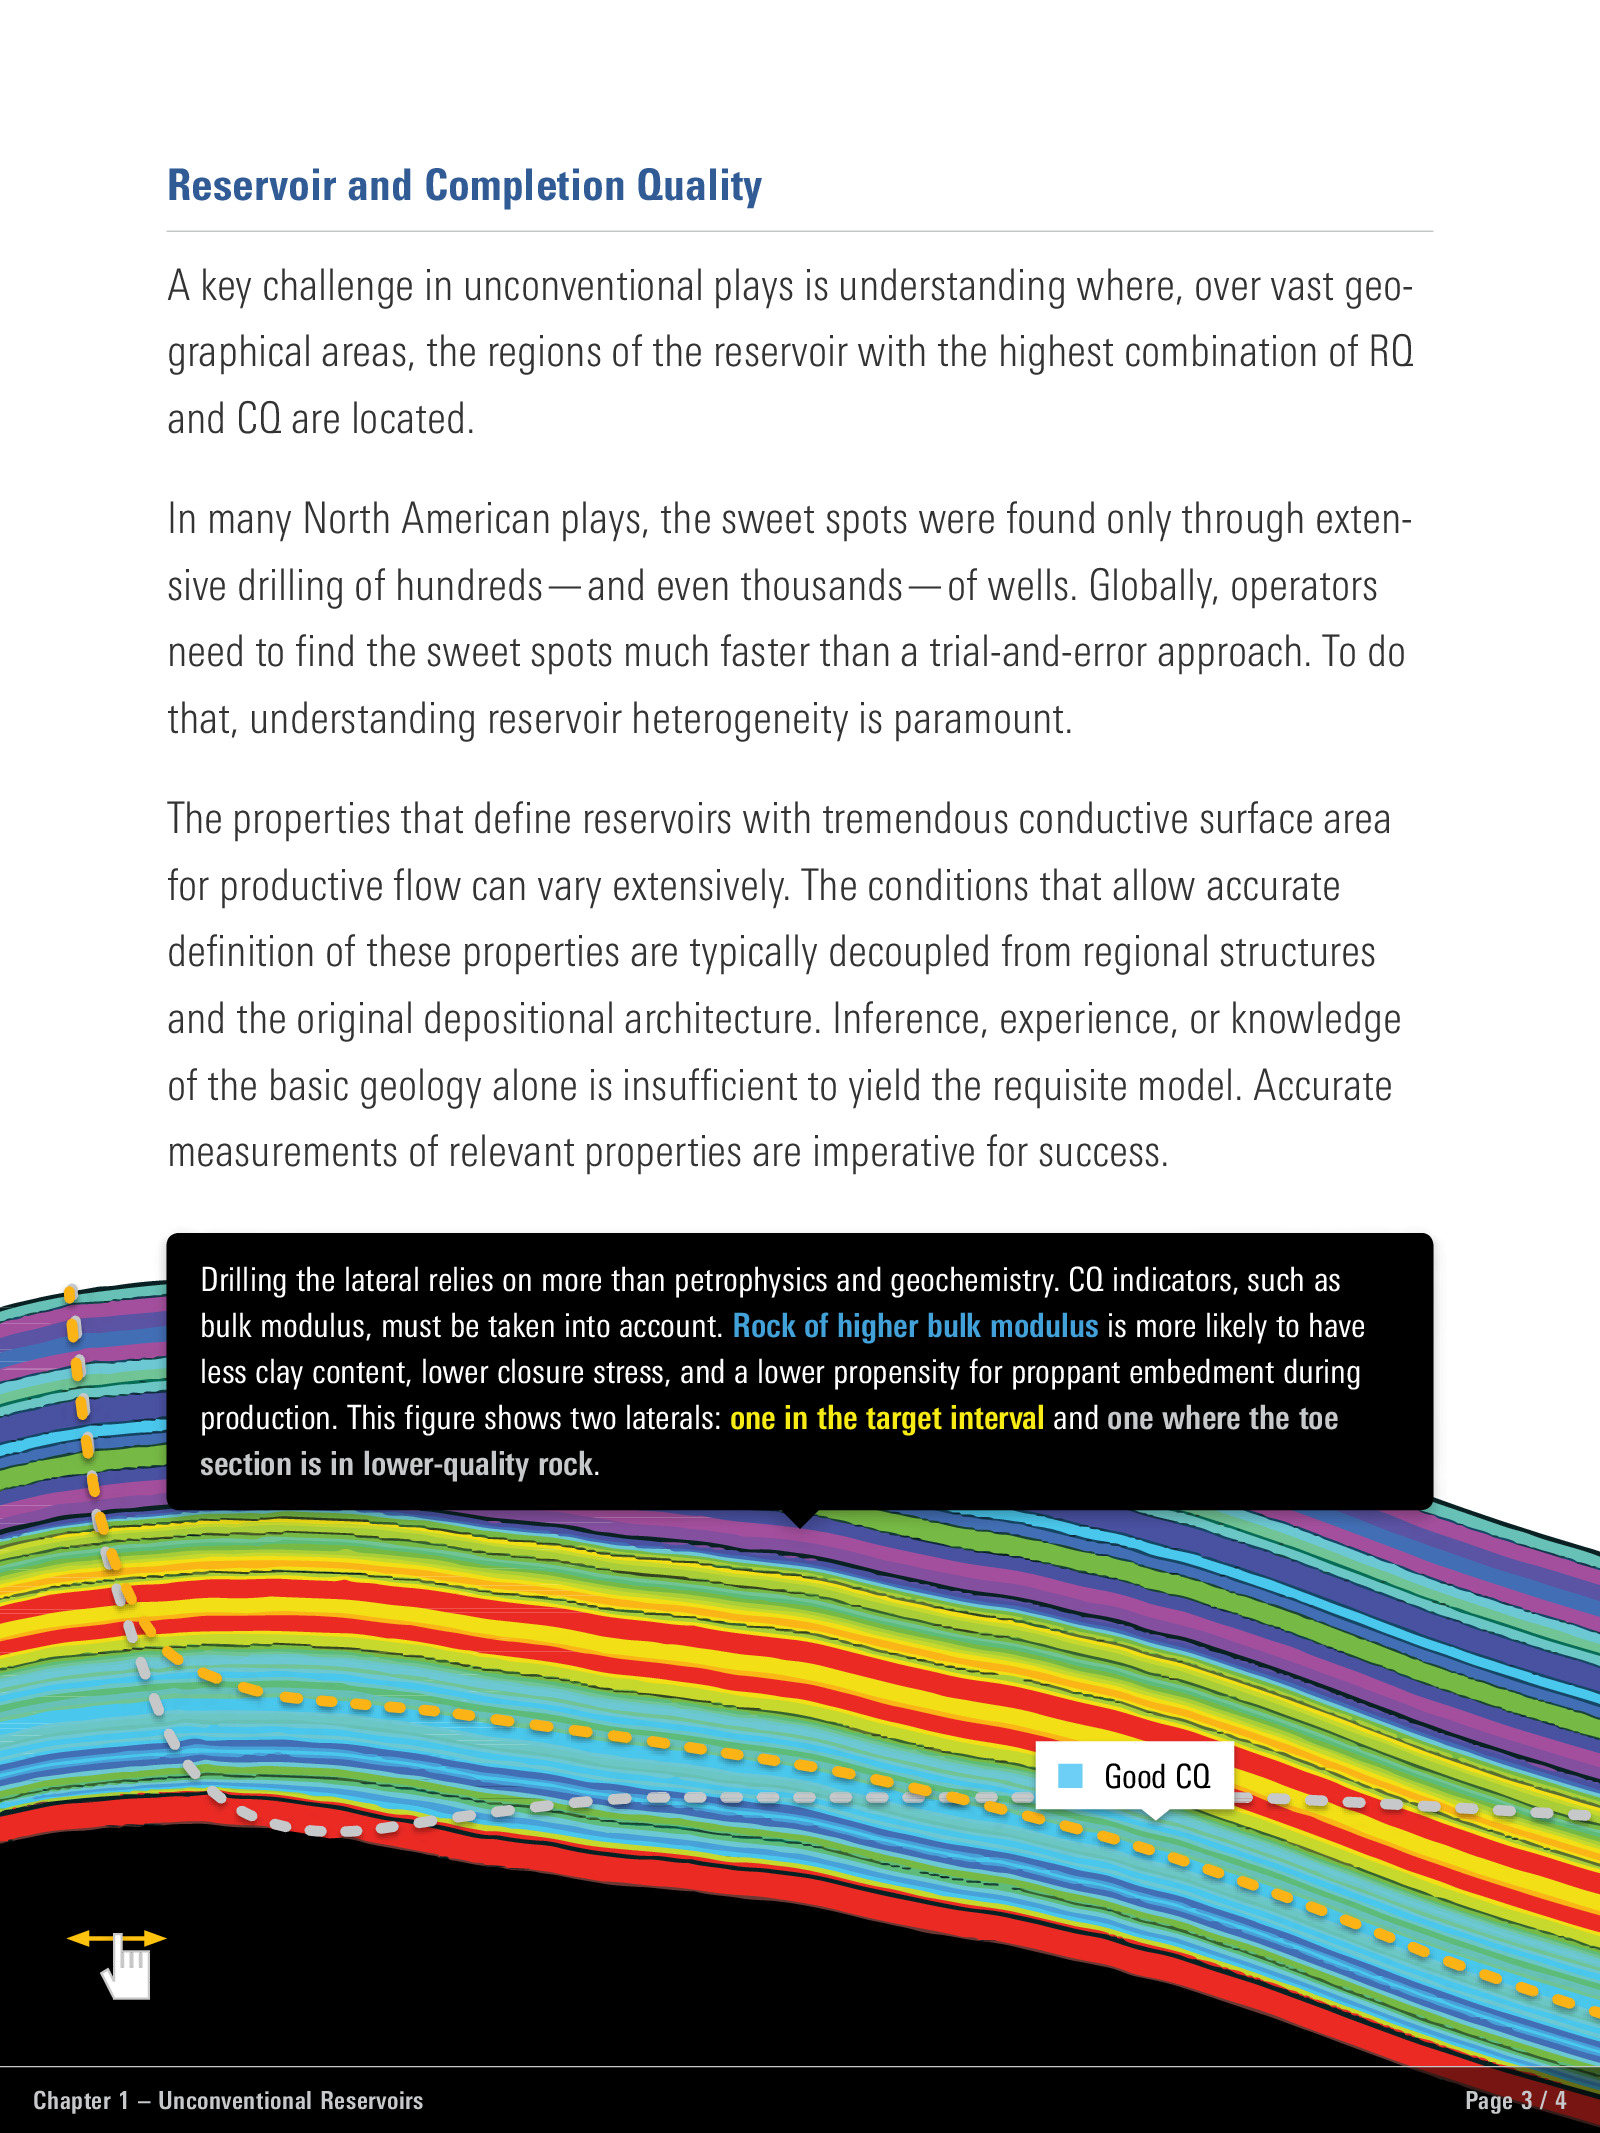 Reservoir and Completion Quality
A key challenge in unconventional plays is understanding where, over vast geo-
graphical areas, the regions of the reservoir with the highest combination of RQ
and CQ are located.
In many North American plays, the sweet spots were found only through exten-
sive drilling of hundreds—and even thousands—of wells. Globally, operators
need to find the sweet spots much faster than a trial-and-error approach. To do
that, understanding reservoir heterogeneity is paramount.
The properties that define reservoirs with tremendous conductive surface area
for productive flow can vary extensively. The conditions that allow accurate
definition of these properties are typically decoupled from regional structures
and the original depositional architecture. Inference, experience, or knowledge
of the basic geology alone is insufficient to yield the requisite model. Accurate
measurements of relevant properties are imperative for success.
Drilling the lateral relies on more than petrophysics and geochemistry. CQ indicators, such as
bulk modulus, must be taken into account. Rock of higher bulk modulus is more likely to have
less clay content, lower closure stress, and a lower propensity for proppant embedment during
production. This figure shows two laterals: one in the target interval and one where the toe
section is in lower-quality rock.
Good CQ
Chapter 1 – Unconventional Reservoirs
Page 3 / 4